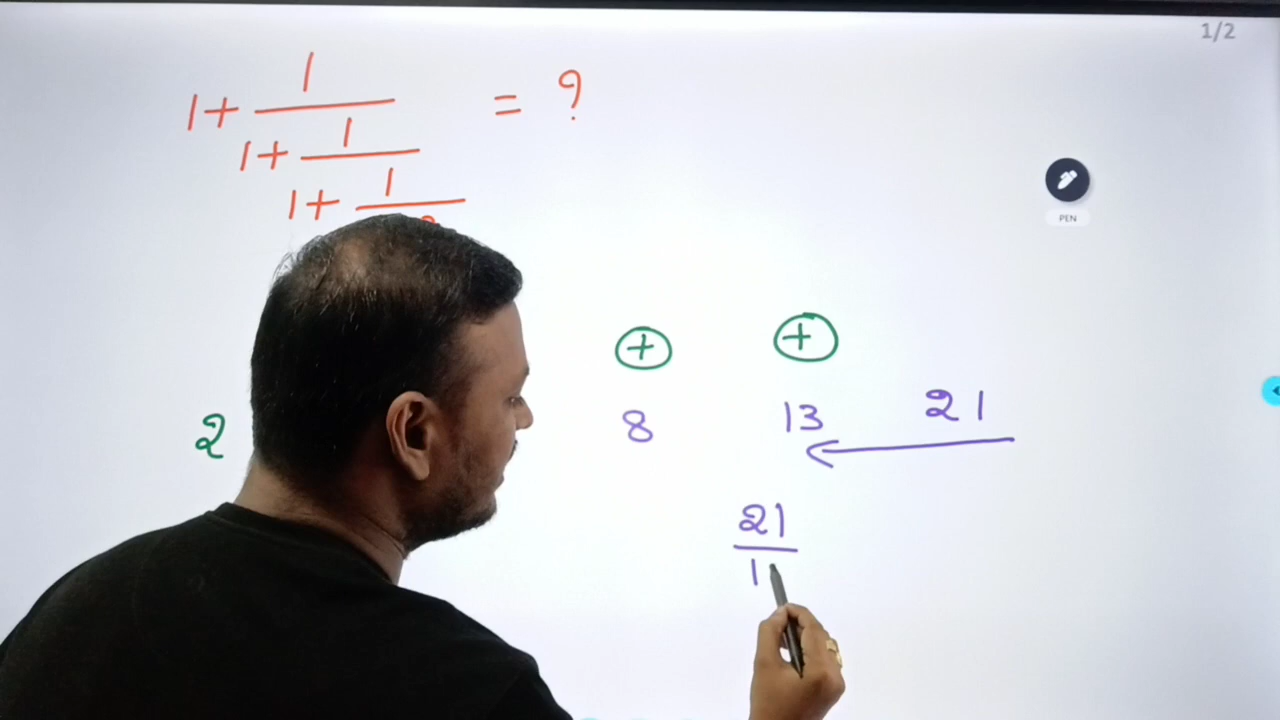 1/2
1 + 1 = ?
1 + 1
1 + 1
PEN
+ +
2 8 13 21
21
1